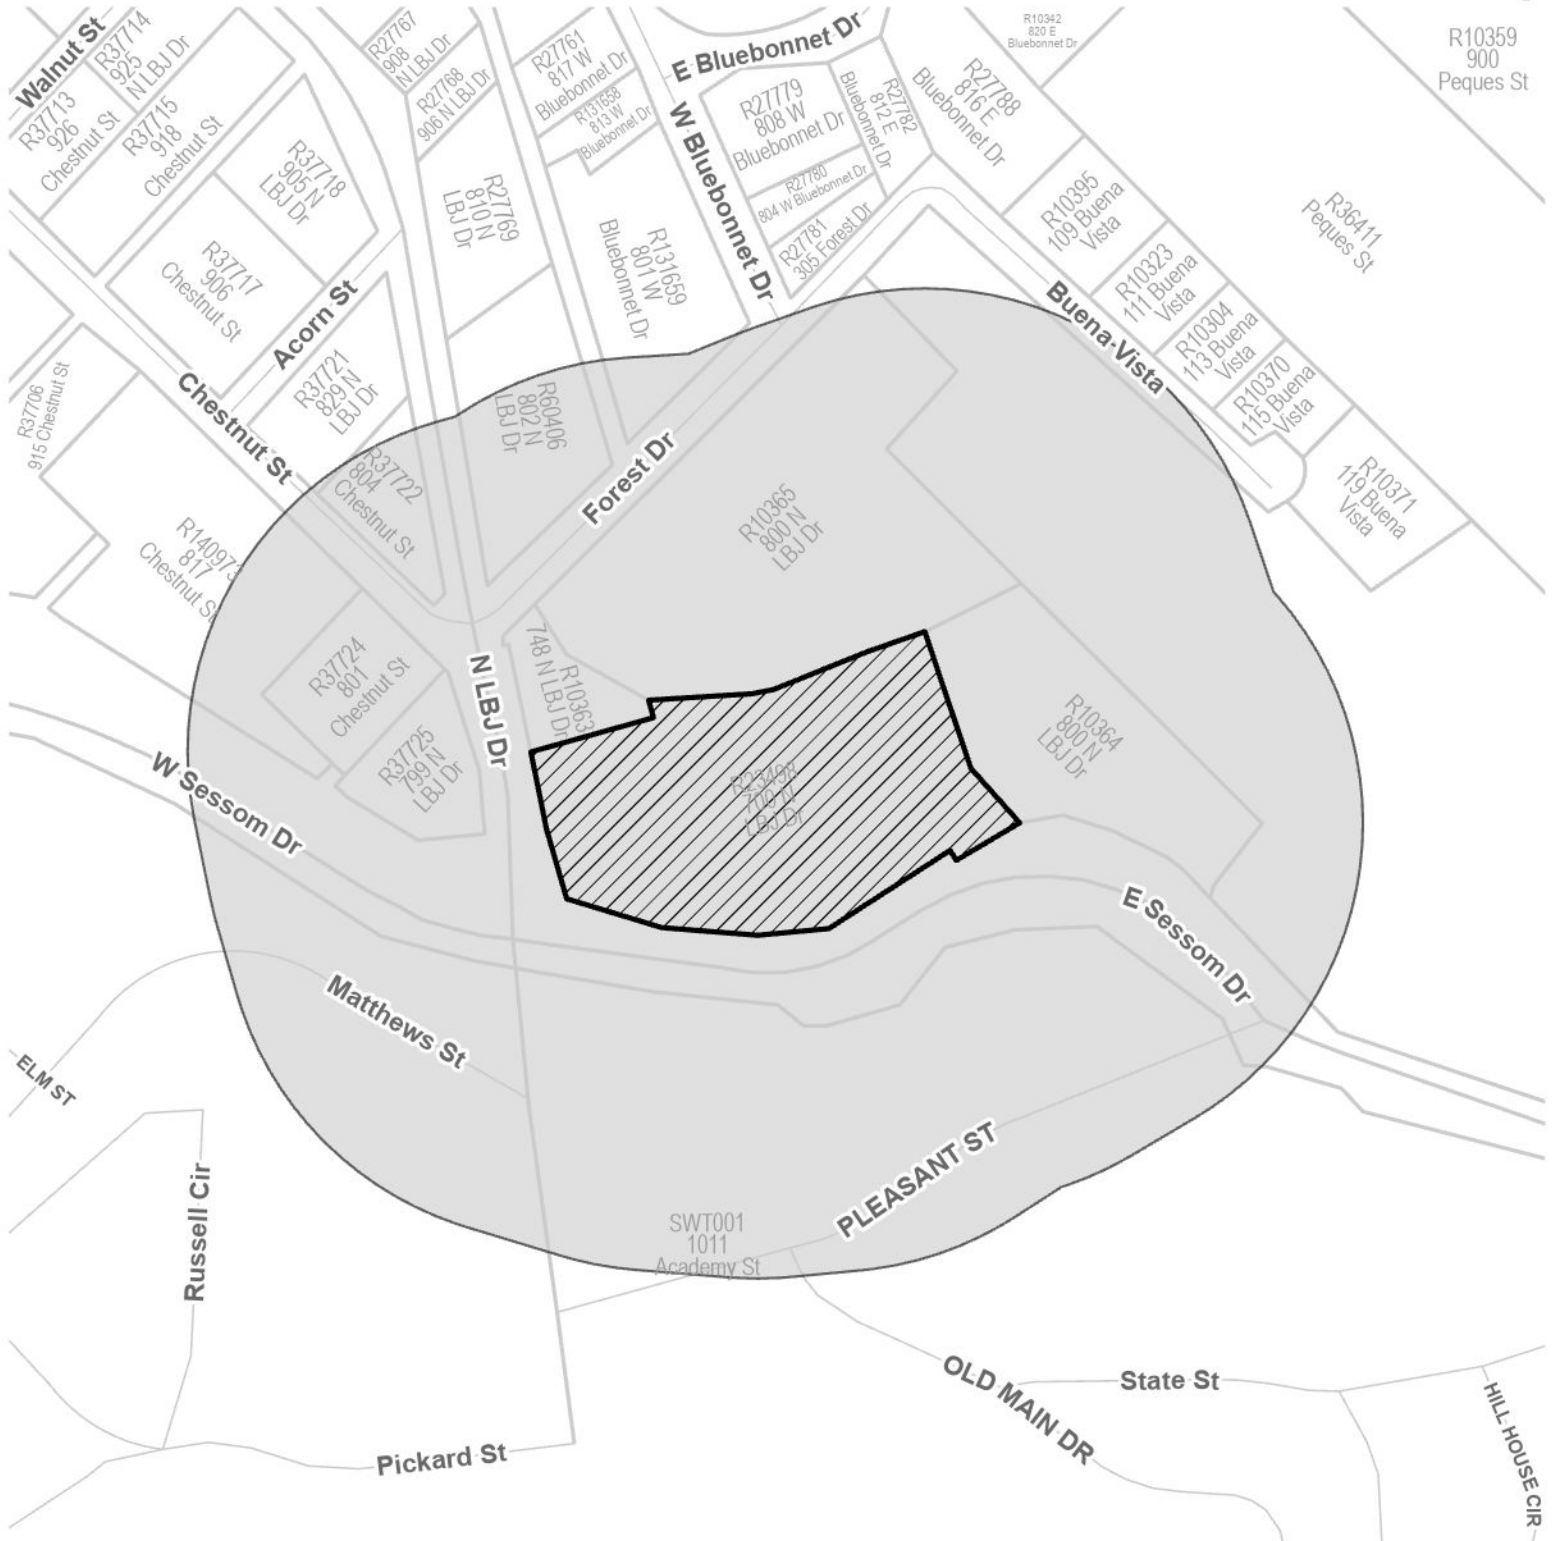 Walnut St
R37714
925
N LBJ Dr
R37713
926
Chestnut St
R37715
918
Chestnut St
R27767
908
N LBJ Dr
R27768
906 N LBJ Dr
R27761
817 W
Bluebonnet Dr
R131658
813 W
Bluebonnet Dr
E Bluebonnet Dr
W Bluebonnet Dr
R27779
808 W
Bluebonnet Dr
R27782
812 E
Bluebonnet Dr
R27788
816 E
Bluebonnet Dr
R10342
820 E
Bluebonnet Dr
R10359
900
Peques St
R37718
905 N
LBJ Dr
R27769
810 N
LBJ Dr
R27780
804 W Bluebonnet Dr
R27781
305 Forest Dr
R10395
109 Buena
Vista
R36411
Peques St
R37717
906
Chestnut St
R131659
801 W
Bluebonnet Dr
R10323
111 Buena
Vista
R10304
113 Buena
Vista
R10370
115 Buena
Vista
Buena Vista
Acorn St
R37721
829 N
LBJ Dr
R37706
915 Chestnut St
Chestnut St
R60406
802 N
LBJ Dr
Forest Dr
R37722
804
Chestnut St
R10371
119 Buena
Vista
R10365
800 N
LBJ Dr
R140973
817
Chestnut St
R37724
801
Chestnut St
R10363
748 N LBJ Dr
N LBJ Dr
R37725
799 N
LBJ Dr
R10364
800 N
LBJ Dr
R23498
700 N
LBJ Dr
W Sessom Dr
E Sessom Dr
Matthews St
ELM ST
PLEASANT ST
Russell Cir
SWT001
1011
Academy St
OLD MAIN DR
State St
HILL HOUSE CIR
Pickard St